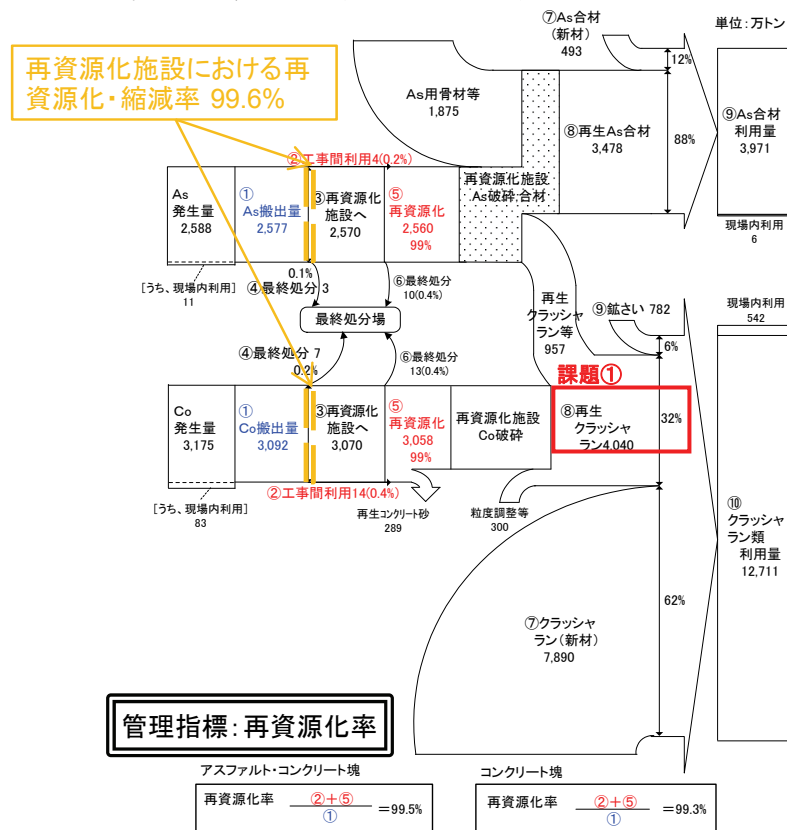 ⑦As合材
(新材)
493
単位:万トン
再資源化施設における再
資源化・縮減率 99.6%
12%
As用骨材等
1,875
⑧再生As合材
3,478
88%
⑨As合材
利用量
3,971
②工事間利用4(0.2%)
As
発生量
2,588
①
As搬出量
2,577
③再資源化
施設へ
2,570
⑤
再資源化
2,560
99%
再資源化施設
As破砕 合材
現場内利用
6
[うち、現場内利用]
11
0.1%
④最終処分 3
⑥最終処分
10(0.4%)
最終処分場
再生
クラッシャ
ラン等
957
⑨鉱さい 782
6%
現場内利用
542
④最終処分 7
0.2%
⑥最終処分
13(0.4%)
課題①
Co
発生量
3,175
①
Co搬出量
3,092
③再資源化
施設へ
3,070
⑤
再資源化
3,058
99%
再資源化施設
Co破砕
⑧再生
クラッシャ
ラン4,040
32%
②工事間利用14(0.4%)
[うち、現場内利用]
83
再生コンクリート砂
289
粒度調整等
300
⑩
クラッシャ
ラン類
利用量
12,711
62%
⑦クラッシャ
ラン(新材)
7,890
管理指標:再資源化率
アスファルト・コンクリート塊
再資源化率 ②+⑤
① =99.5%
コンクリート塊
再資源化率 ②+⑤
① =99.3%